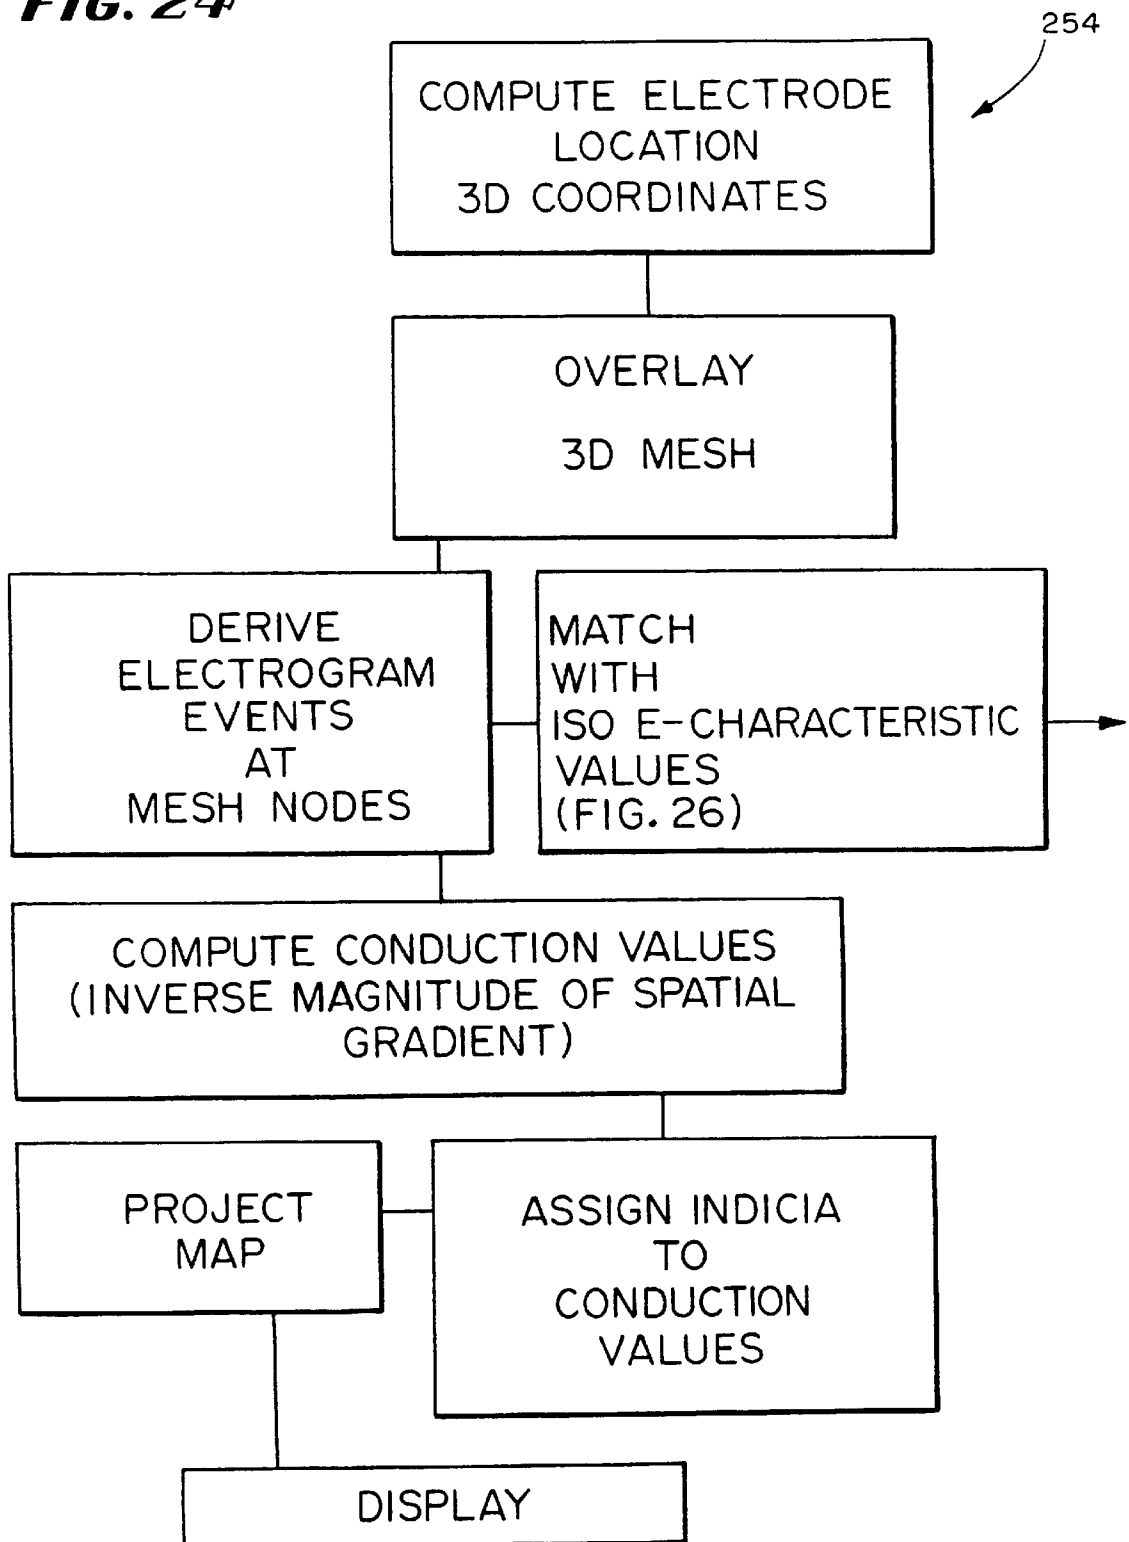 FIG. 24
254
COMPUTE ELECTRODE
LOCATION
3D COORDINATES
OVERLAY
3D MESH
DERIVE
ELECTROGRAM
EVENTS
AT
MESH NODES
MATCH
WITH
ISO E-CHARACTERISTIC
VALUES
(FIG. 26)
COMPUTE CONDUCTION VALUES
(INVERSE MAGNITUDE OF SPATIAL
GRADIENT)
PROJECT
MAP
ASSIGN INDICIA
TO
CONDUCTION
VALUES
DISPLAY